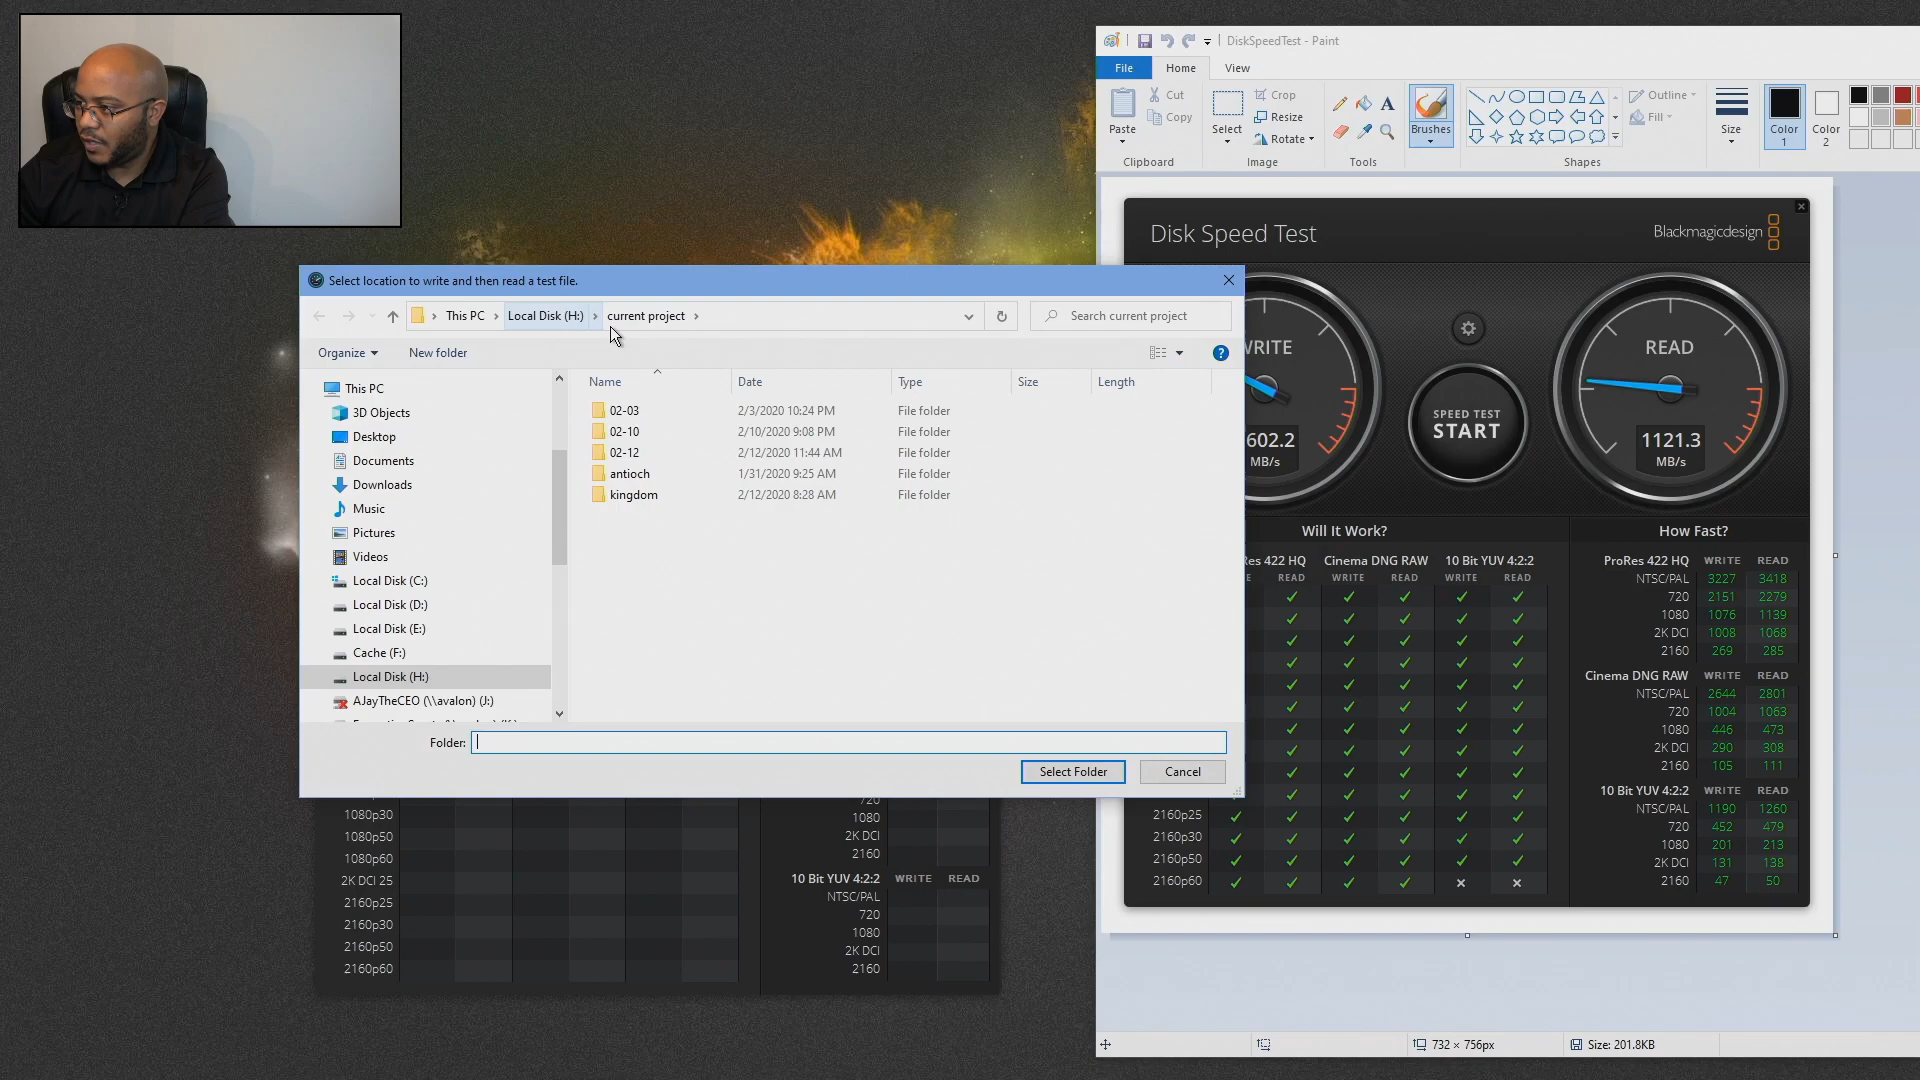 DiskSpeedTest - Paint
File
Home
View
Paste
Cut
Copy
Clipboard
Select
Crop
Resize
Rotate
Image
Tools
Brushes
Outline
Fill
Shapes
Size
Color 1
Color 2
Select location to write and then read a test file.
This PC > Local Disk (H:) > current project >
Search current project
Organize
New folder
This PC
3D Objects
Desktop
Documents
Downloads
Music
Pictures
Videos
Local Disk (C:)
Local Disk (D:)
Local Disk (E:)
Cache (F:)
Local Disk (H:)
AJayTheCEO (\\avalon) (J:)
Name Date Type Size Length
02-03 2/3/2020 10:24 PM File folder
02-10 2/10/2020 9:08 PM File folder
02-12 2/12/2020 11:44 AM File folder
antioch 1/31/2020 9:25 AM File folder
kingdom 2/12/2020 8:28 AM File folder
Folder:
Select Folder
Cancel
1080p30
1080p50
1080p60
2K DCI 25
2160p25
2160p30
2160p50
2160p60
720
1080
2K DCI
2160
10 Bit YUV 4:2:2 WRITE READ
NTSC/PAL
720
1080
2K DCI
2160
Disk Speed Test
Blackmagicdesign
WRITE
602.2
MB/s
SPEED TEST
START
READ
1121.3
MB/s
Will It Work?
Res 422 HQ Cinema DNG RAW 10 Bit YUV 4:2:2
E READ WRITE READ WRITE READ
2160p25
2160p30
2160p50
2160p60
How Fast?
ProRes 422 HQ WRITE READ
NTSC/PAL 3227 3418
720 2151 2279
1080 1076 1139
2K DCI 1008 1068
2160 269 285
Cinema DNG RAW WRITE READ
NTSC/PAL 2644 2801
720 1004 1063
1080 446 473
2K DCI 290 308
2160 105 111
10 Bit YUV 4:2:2 WRITE READ
NTSC/PAL 1190 1260
720 452 479
1080 201 213
2K DCI 131 138
2160 47 50
732 × 756px
Size: 201.8KB